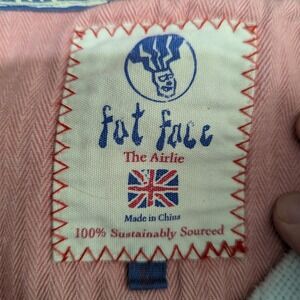 fat face
The Airlie
Made in China
100% Sustainably Sourced